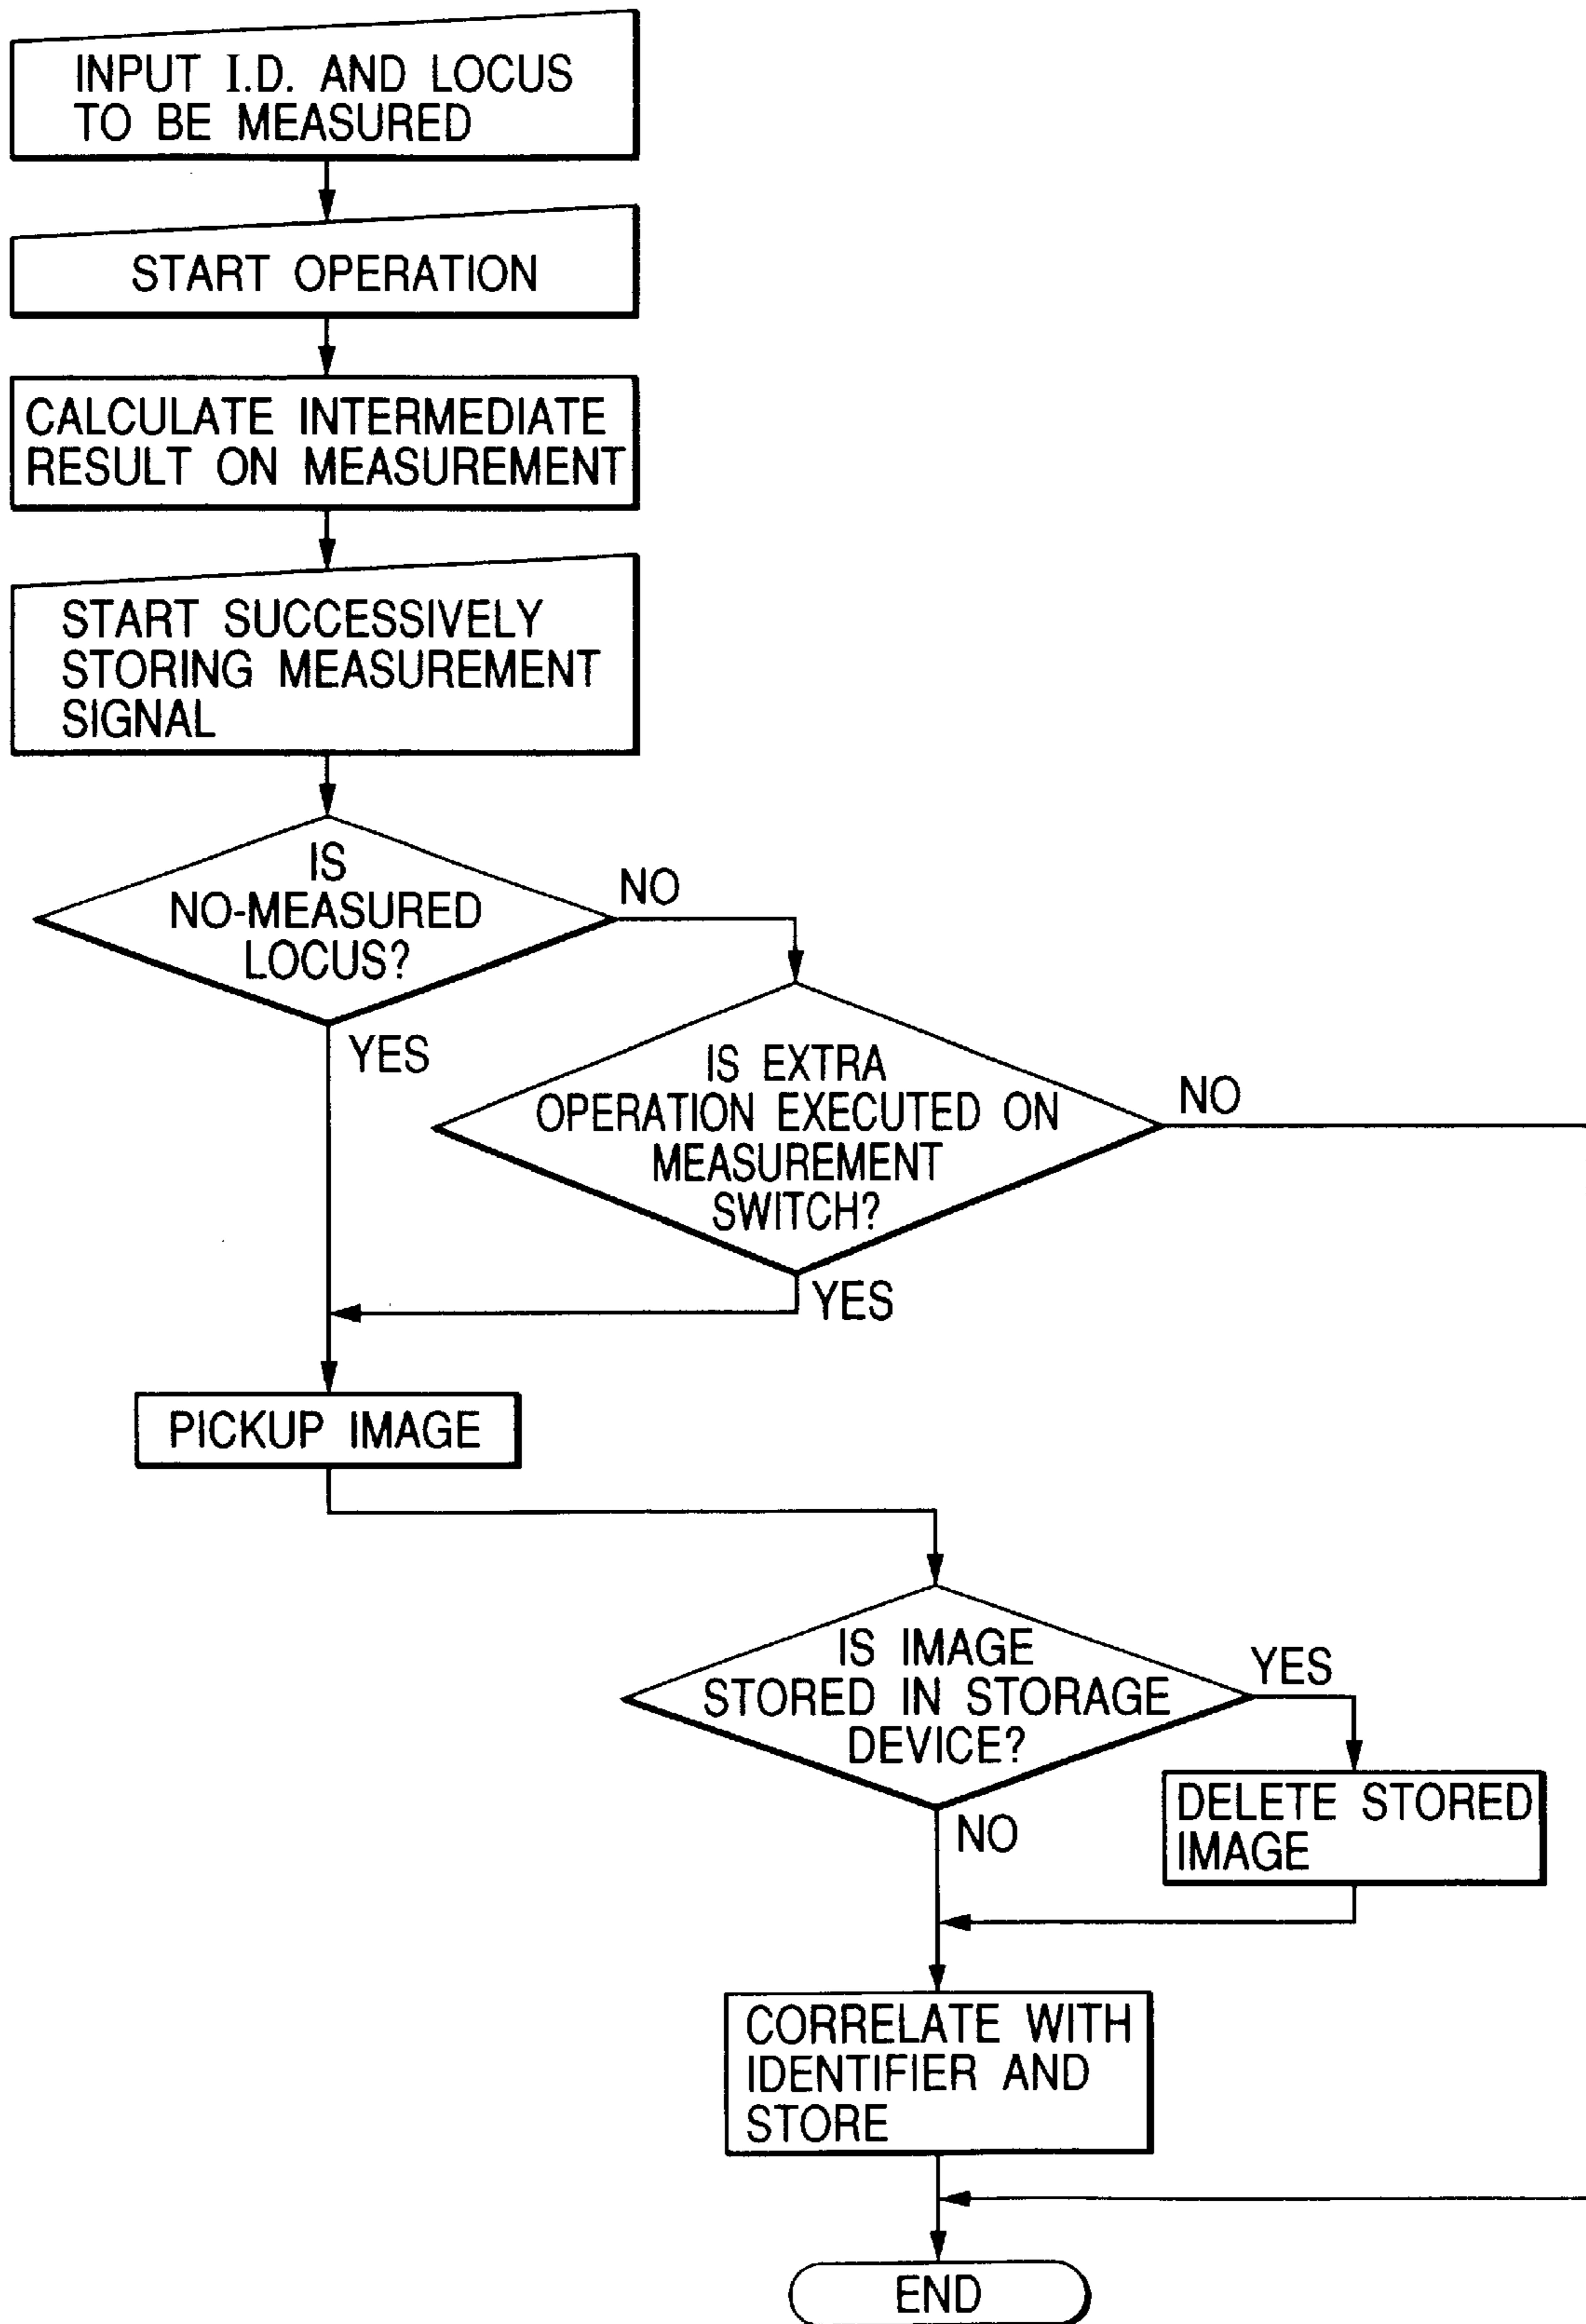 INPUT I.D. AND LOCUS
TO BE MEASURED
START OPERATION
CALCULATE INTERMEDIATE
RESULT ON MEASUREMENT
START SUCCESSIVELY
STORING MEASUREMENT
SIGNAL
IS
NO-MEASURED
LOCUS?
NO
YES
IS EXTRA
OPERATION EXECUTED ON
MEASUREMENT
SWITCH?
NO
YES
PICKUP IMAGE
IS IMAGE
STORED IN STORAGE
DEVICE?
YES
NO
DELETE STORED
IMAGE
CORRELATE WITH
IDENTIFIER AND
STORE
END